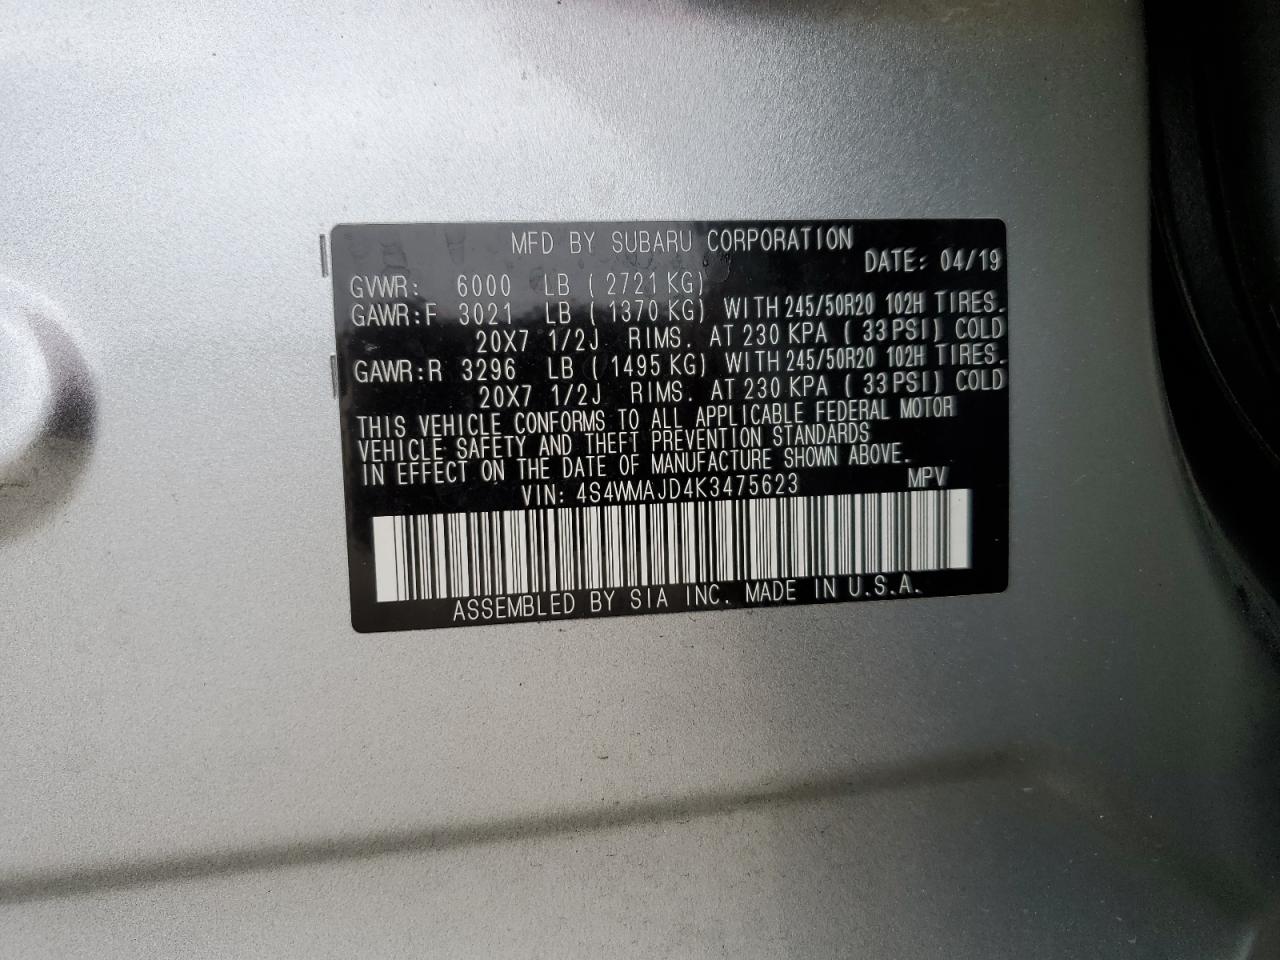 MFD BY SUBARU CORPORATION
DATE: 04/19
GVWR: 6000 LB ( 2721 KG)
GAWR:F 3021 LB ( 1370 KG) WITH 245/50R20 102H TIRES.
20X7 1/2J RIMS. AT 230 KPA ( 33 PSI) COLD
GAWR:R 3296 LB ( 1495 KG) WITH 245/50R20 102H TIRES.
20X7 1/2J RIMS. AT 230 KPA ( 33 PSI) COLD
THIS VEHICLE CONFORMS TO ALL APPLICABLE FEDERAL MOTOR
VEHICLE SAFETY AND THEFT PREVENTION STANDARDS
IN EFFECT ON THE DATE OF MANUFACTURE SHOWN ABOVE.
VIN: 4S4WMAJD4K3475623 MPV
ASSEMBLED BY SIA INC. MADE IN U.S.A.